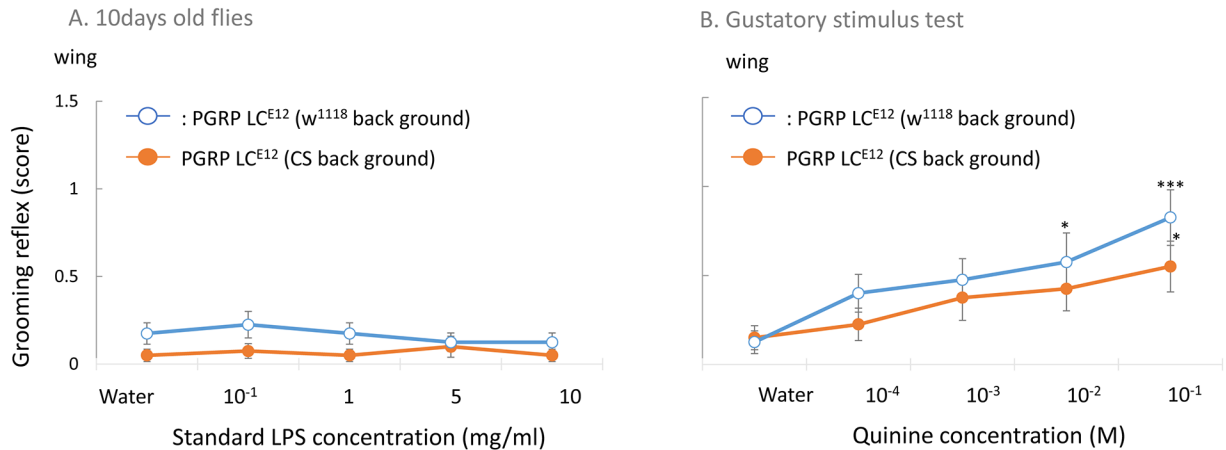 A. 10days old flies
wing
1.5
1
0.5
0
Grooming reflex (score)
: PGRP LC^E12 (w^1118 back ground)
PGRP LC^E12 (CS back ground)
Water 10^-1 1 5 10
Standard LPS concentration (mg/ml)
B. Gustatory stimulus test
wing
: PGRP LC^E12 (w^1118 back ground)
PGRP LC^E12 (CS back ground)
***
*
*
Water 10^-4 10^-3 10^-2 10^-1
Quinine concentration (M)